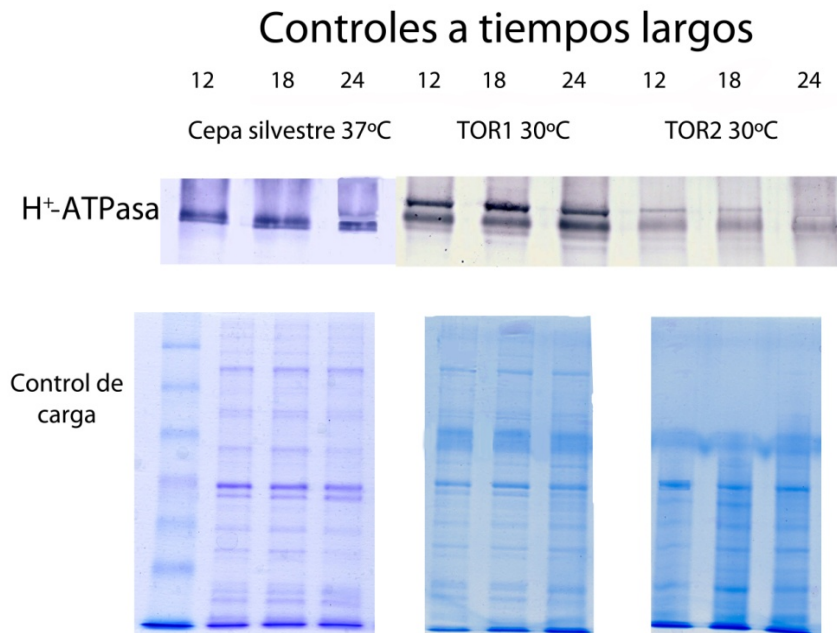 Controles a tiempos largos
12 18 24 12 18 24 12 18 24
Cepa silvestre 37ºC TOR1 30ºC TOR2 30ºC
H⁺-ATPasa
Control de
carga